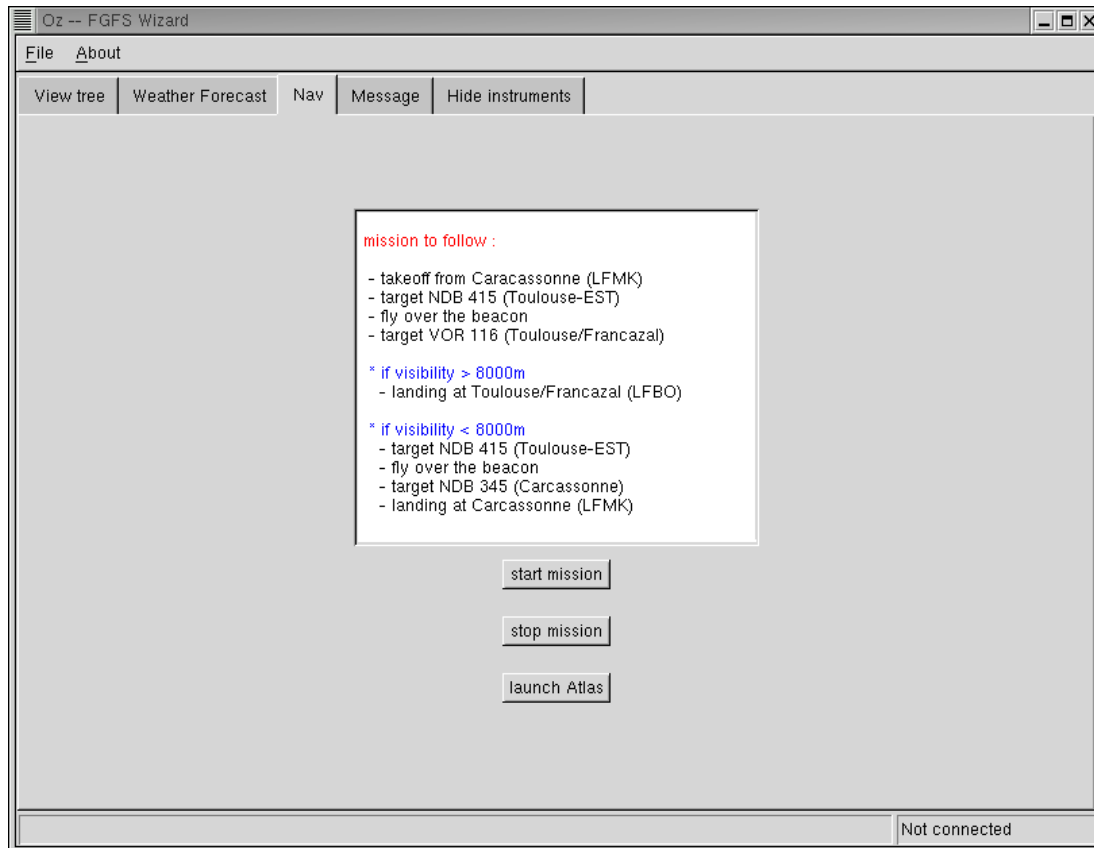 Oz -- FGFS Wizard
File About
View tree Weather Forecast Nav Message Hide instruments
mission to follow :
- takeoff from Caracassonne (LFMK)
- target NDB 415 (Toulouse-EST)
- fly over the beacon
- target VOR 116 (Toulouse/Francazal)
* if visibility > 8000m
- landing at Toulouse/Francazal (LFBO)
* if visibility < 8000m
- target NDB 415 (Toulouse-EST)
- fly over the beacon
- target NDB 345 (Carcassonne)
- landing at Carcassonne (LFMK)
start mission
stop mission
launch Atlas
Not connected